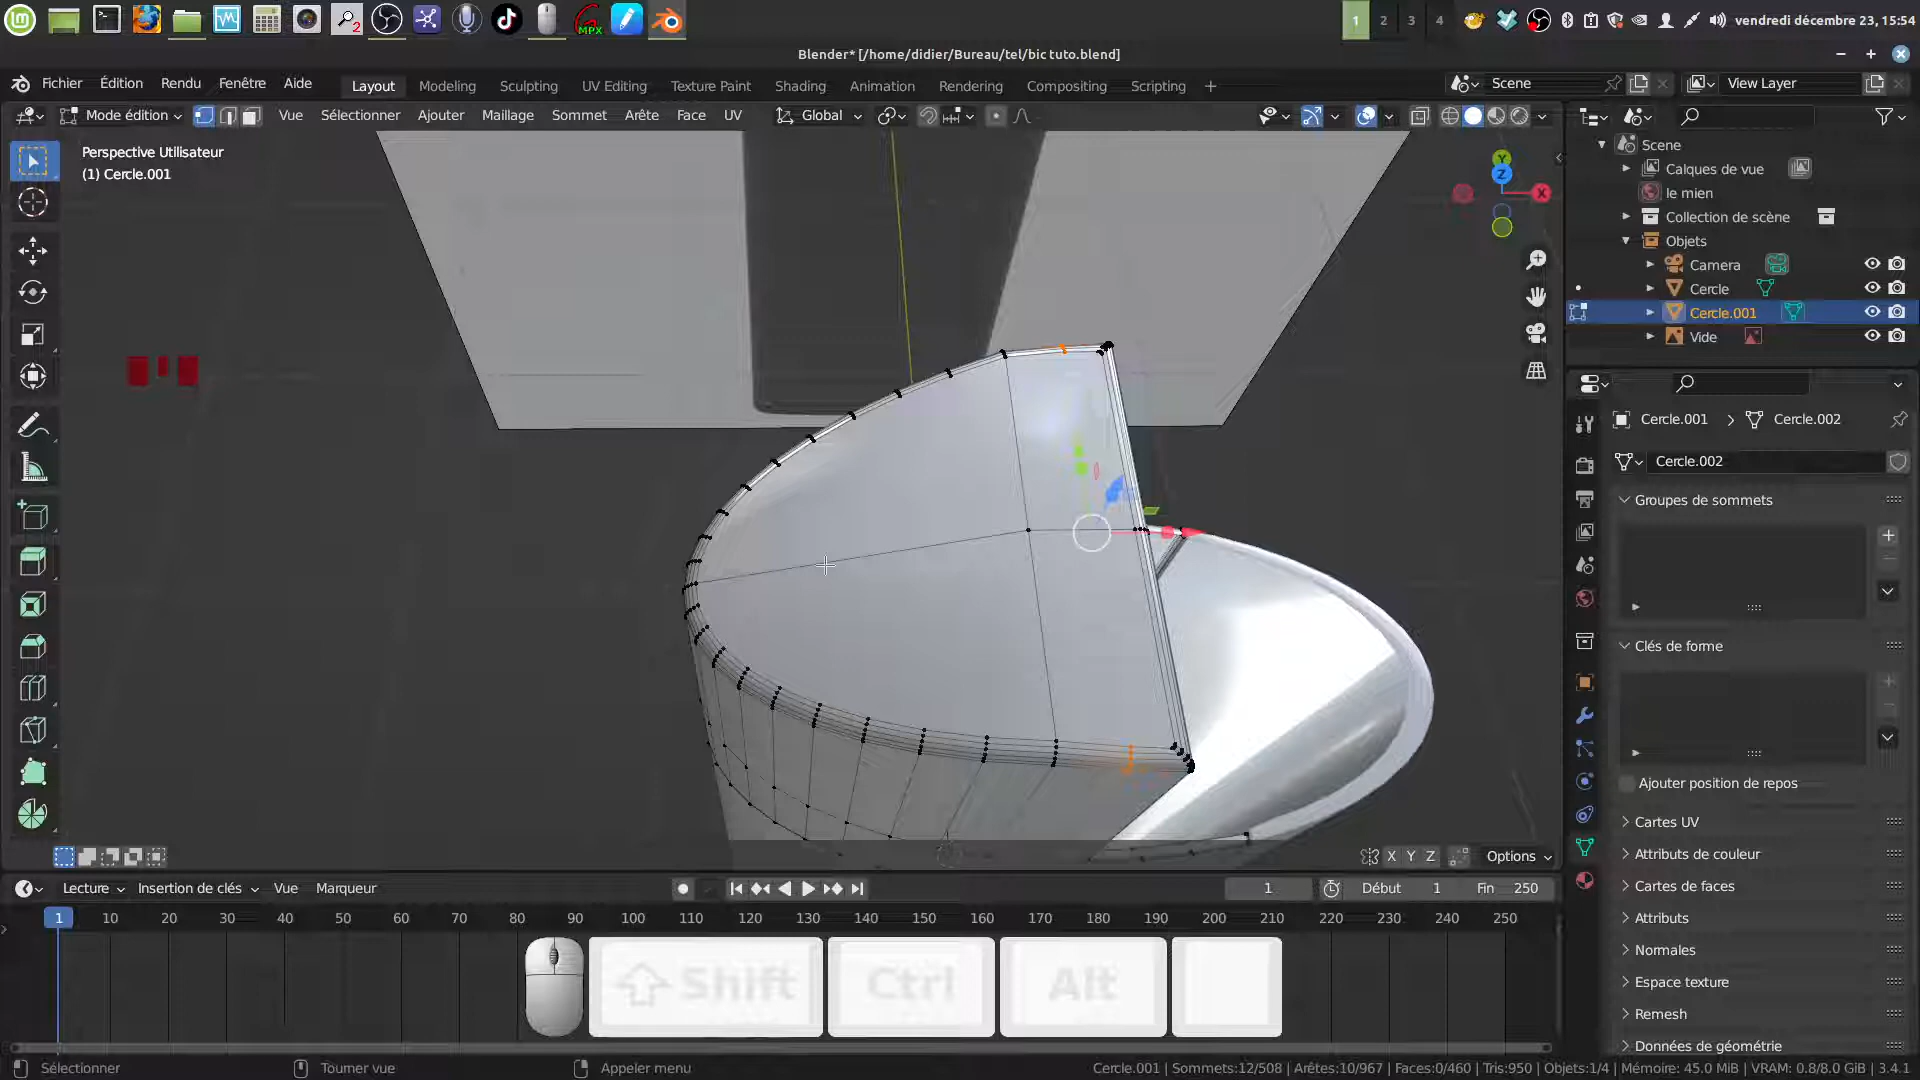 1 2 3 4 vendredi décembre 23, 15:54
Blender* [/home/didier/Bureau/tel/bic tuto.blend]
Fichier Édition Rendu Fenêtre Aide Layout Modeling Sculpting UV Editing Texture Paint Shading Animation Rendering Compositing Scripting + Scene View Layer
Mode édition Vue Sélectionner Ajouter Maillage Sommet Arête Face UV Global
Perspective Utilisateur
(1) Cercle.001
Y
Z
X
Scene
Calques de vue
le mien
Collection de scène
Objets
Camera
Cercle
Cercle.001
Vide
Cercle.001 > Cercle.002
Cercle.002
Groupes de sommets
Clés de forme
Ajouter position de repos
Cartes UV
Attributs de couleur
Cartes de faces
Attributs
Normales
Espace texture
Remesh
Données de géométrie
X Y Z Options
Lecture Insertion de clés Vue Marqueur 1 Début 1 Fin 250
1 10 20 30 40 50 60 70 80 90 100 110 120 130 140 150 160 170 180 190 200 210 220 230 240 250
Shift Ctrl Alt
Sélectionner Tourner vue Appeler menu Cercle.001 | Sommets:12/508 | Arêtes:10/967 | Faces:0/460 | Tris:950 | Objets:1/4 | Mémoire: 45.0 MiB | VRAM: 0.8/8.0 GiB | 3.4.1